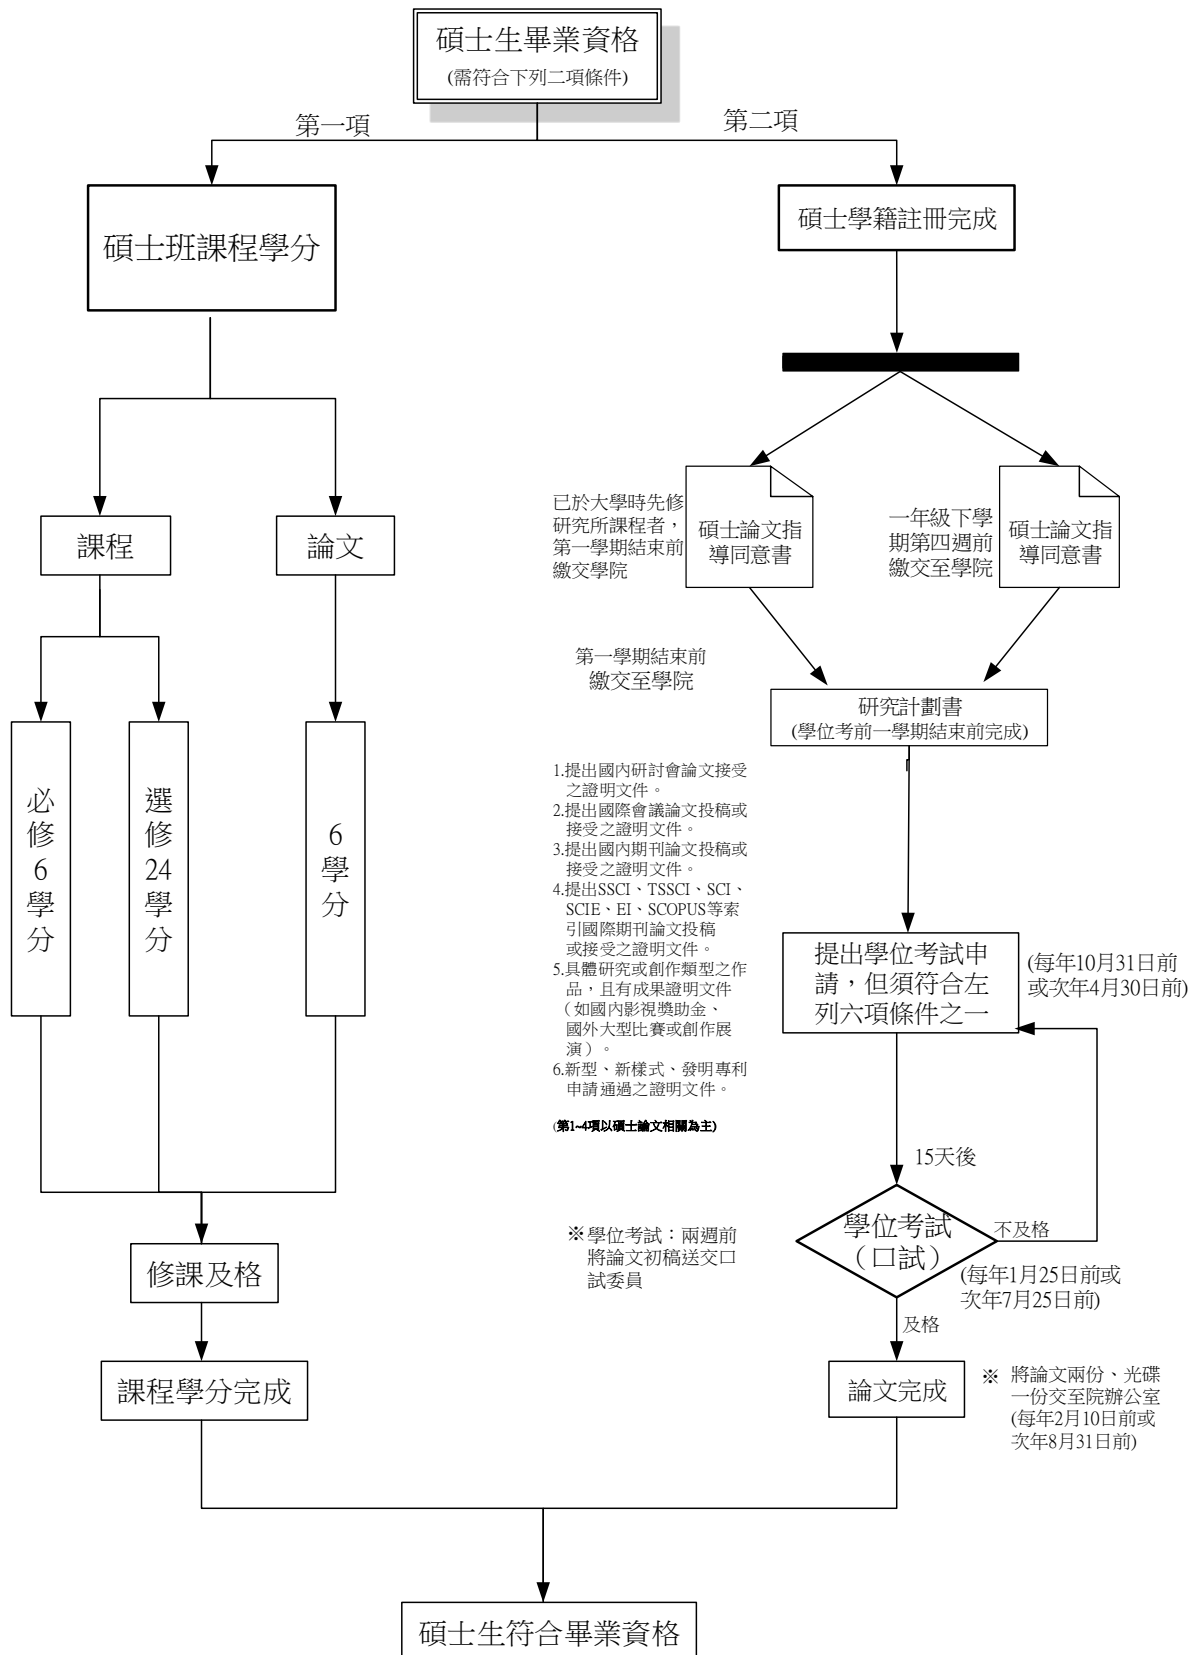 碩士生畢業資格
(需符合下列二項條件)
第一項
第二項
碩士班課程學分
碩士學籍註冊完成
課程
論文
必修6學分
選修24學分
6學分
修課及格
課程學分完成
已於大學時先修
研究所課程者，
第一學期結束前
繳交學院
碩士論文指
導同意書
一年級下學
期第四週前
繳交至學院
碩士論文指
導同意書
第一學期結束前
繳交至學院
研究計劃書
(學位考前一學期結束前完成)
1.提出國內研討會論文接受
之證明文件。
2.提出國際會議論文投稿或
接受之證明文件。
3.提出國內期刊論文投稿或
接受之證明文件。
4.提出SSCI、TSSCI、SCI、
SCIE、EI、SCOPUS等索
引國際期刊論文投稿
或接受之證明文件。
5.具體研究或創作類型之作
品，且有成果證明文件
（如國內影視獎助金、
國外大型比賽或創作展
演）。
6.新型、新樣式、發明專利
申請通過之證明文件。
(第1~4項以碩士論文相關為主)
提出學位考試申
請，但須符合左
列六項條件之一
(每年10月31日前
或次年4月30日前)
15天後
※學位考試：兩週前
將論文初稿送交口
試委員
學位考試
（口試）
不及格
(每年1月25日前或
次年7月25日前)
及格
論文完成
※ 將論文兩份、光碟
一份交至院辦公室
(每年2月10日前或
次年8月31日前)
碩士生符合畢業資格